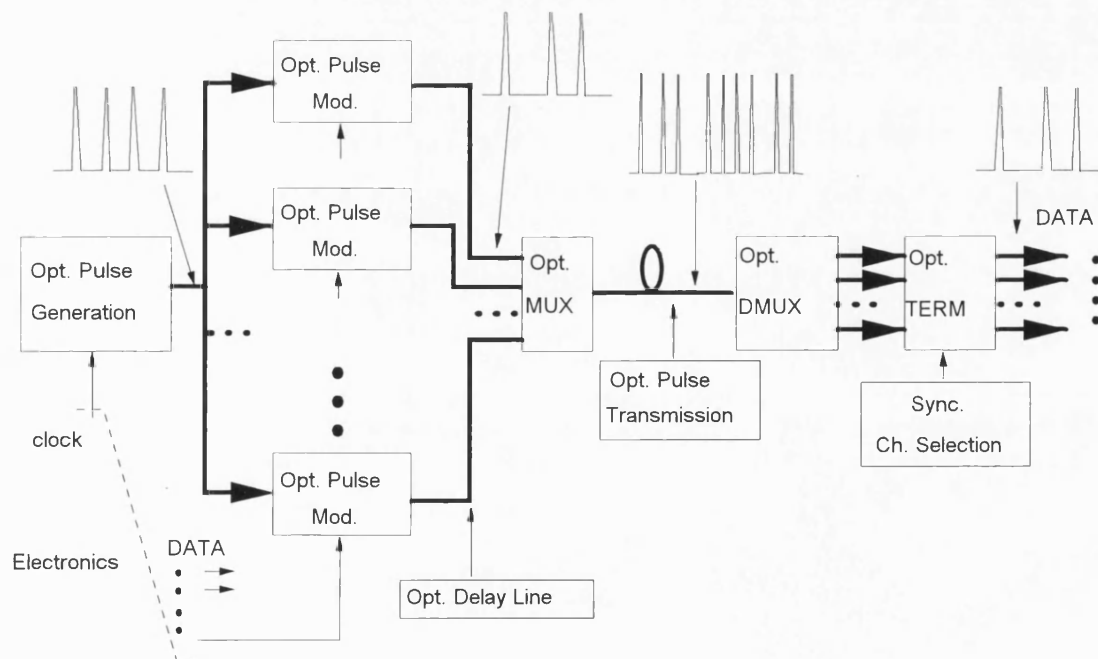 Opt. Pulse
Mod.
Opt. Pulse
Mod.
DATA
Opt. Pulse
Generation
Opt.
MUX
Opt.
DMUX
Opt.
TERM
Opt. Pulse
Transmission
Sync.
Ch. Selection
clock
Opt. Pulse
Mod.
Electronics
DATA
Opt. Delay Line